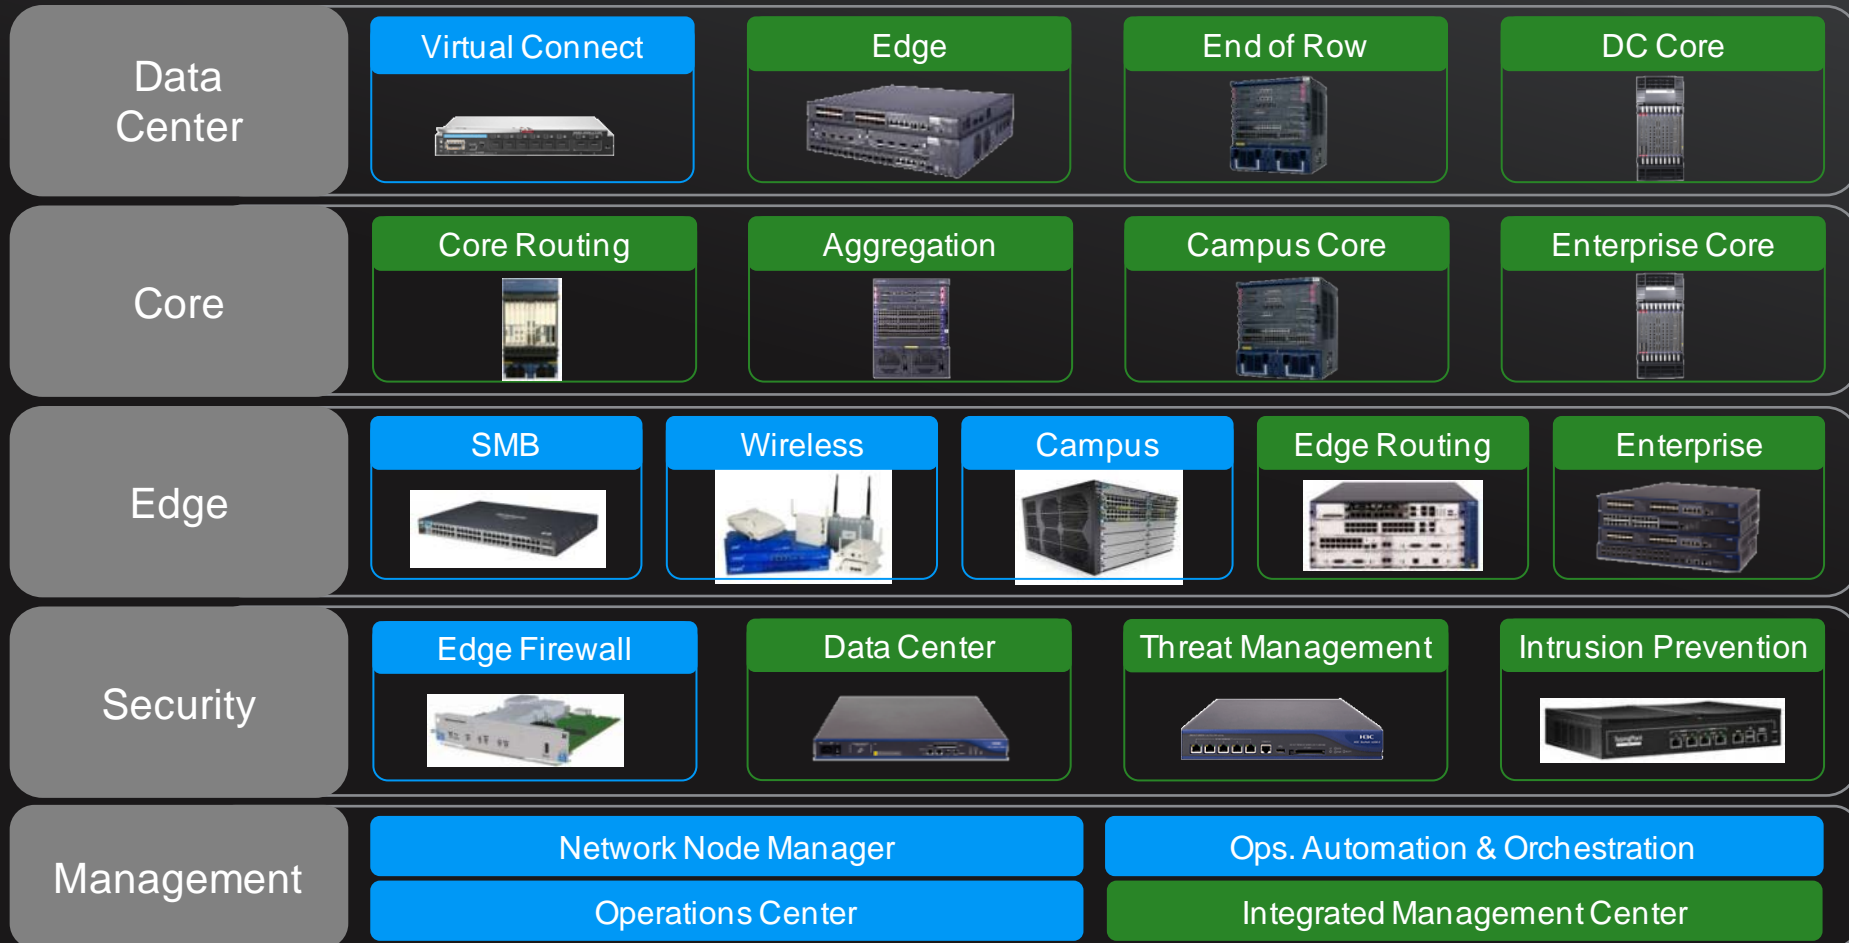 Data
Center
Virtual Connect
Edge
End of Row
DC Core
Core
Core Routing
Aggregation
Campus Core
Enterprise Core
Edge
SMB
Wireless
Campus
Edge Routing
Enterprise
Security
Edge Firewall
Data Center
Threat Management
Intrusion Prevention
H3C
Management
Network Node Manager
Ops. Automation & Orchestration
Operations Center
Integrated Management Center